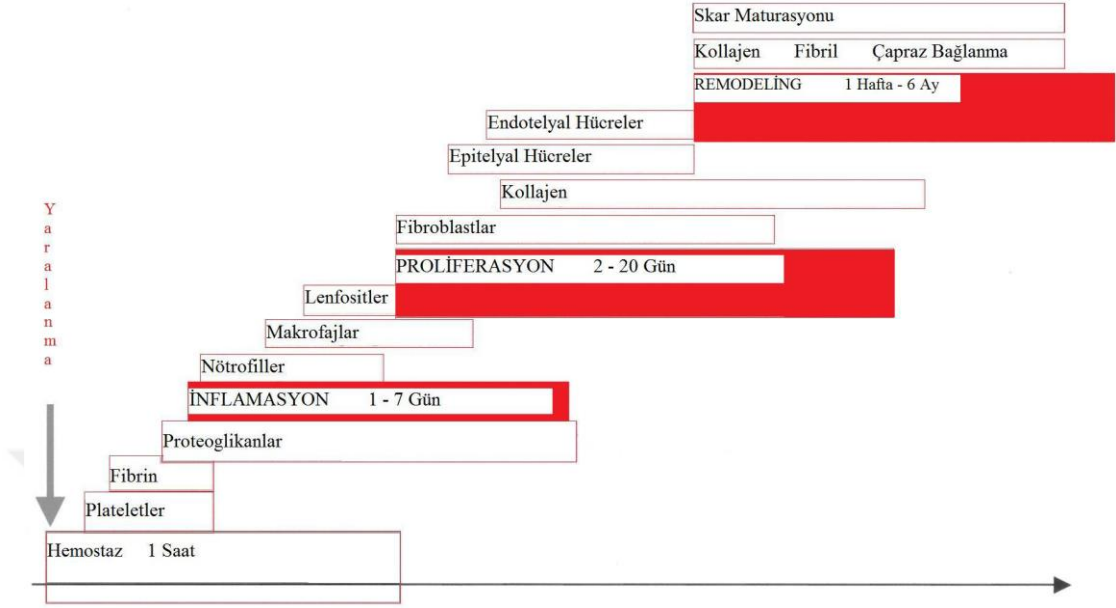 Skar Maturasyonu
Kollajen Fibril Çapraz Bağlanma
REMODELİNG 1 Hafta - 6 Ay
Endotelyal Hücreler
Epitelyal Hücreler
Kollajen
Yaralanma
Fibroblastlar
PROLİFERASYON 2 - 20 Gün
Lenfositler
Makrofajlar
Nötrofiller
İNFLAMASYON 1 - 7 Gün
Proteoglikanlar
Fibrin
Plateletler
Hemostaz 1 Saat